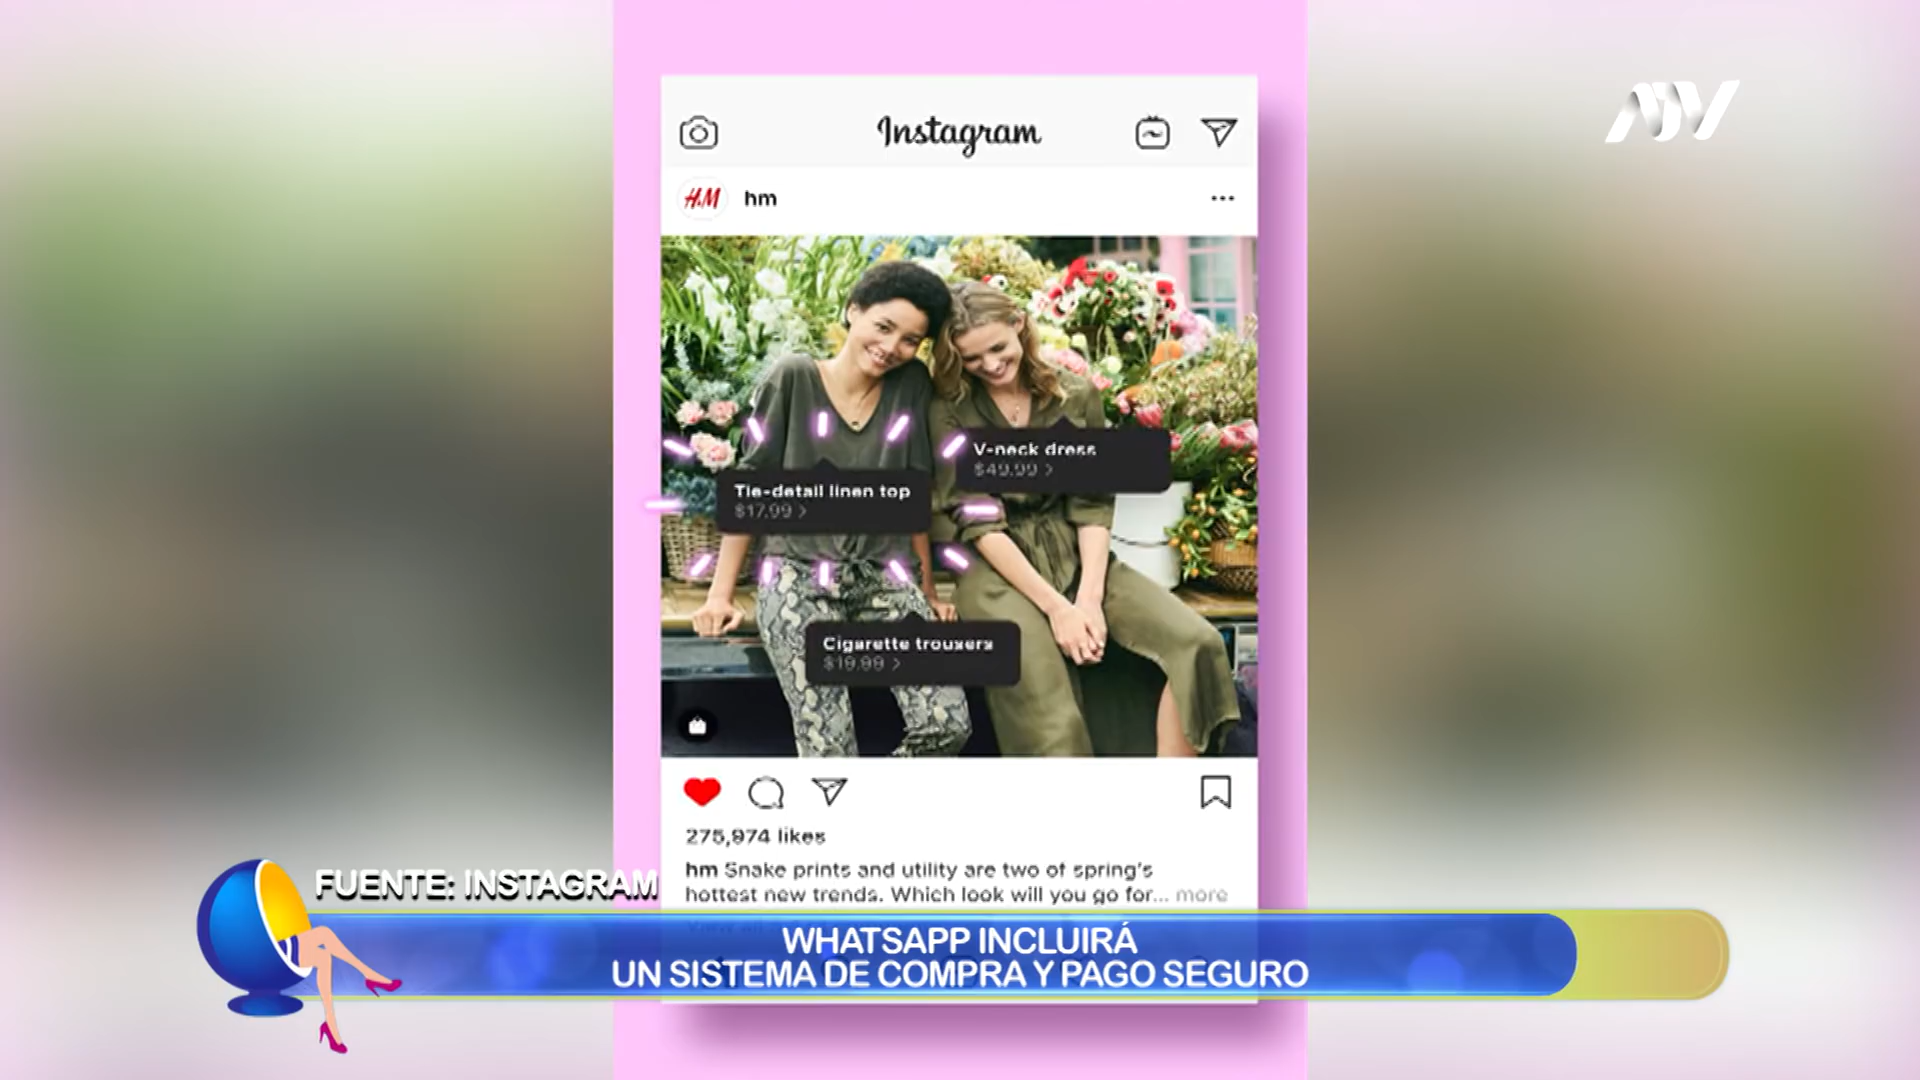 ATV
Instagram
H&M hm
V-neck dress
$49.99 >
Tie-detail linen top
$17.99 >
Cigarette trousers
$19.99 >
275,974 likes
hm Snake prints and utility are two of spring's
hottest new trends. Which look will you go for... more
FUENTE: INSTAGRAM
WHATSAPP INCLUIRÁ
UN SISTEMA DE COMPRA Y PAGO SEGURO